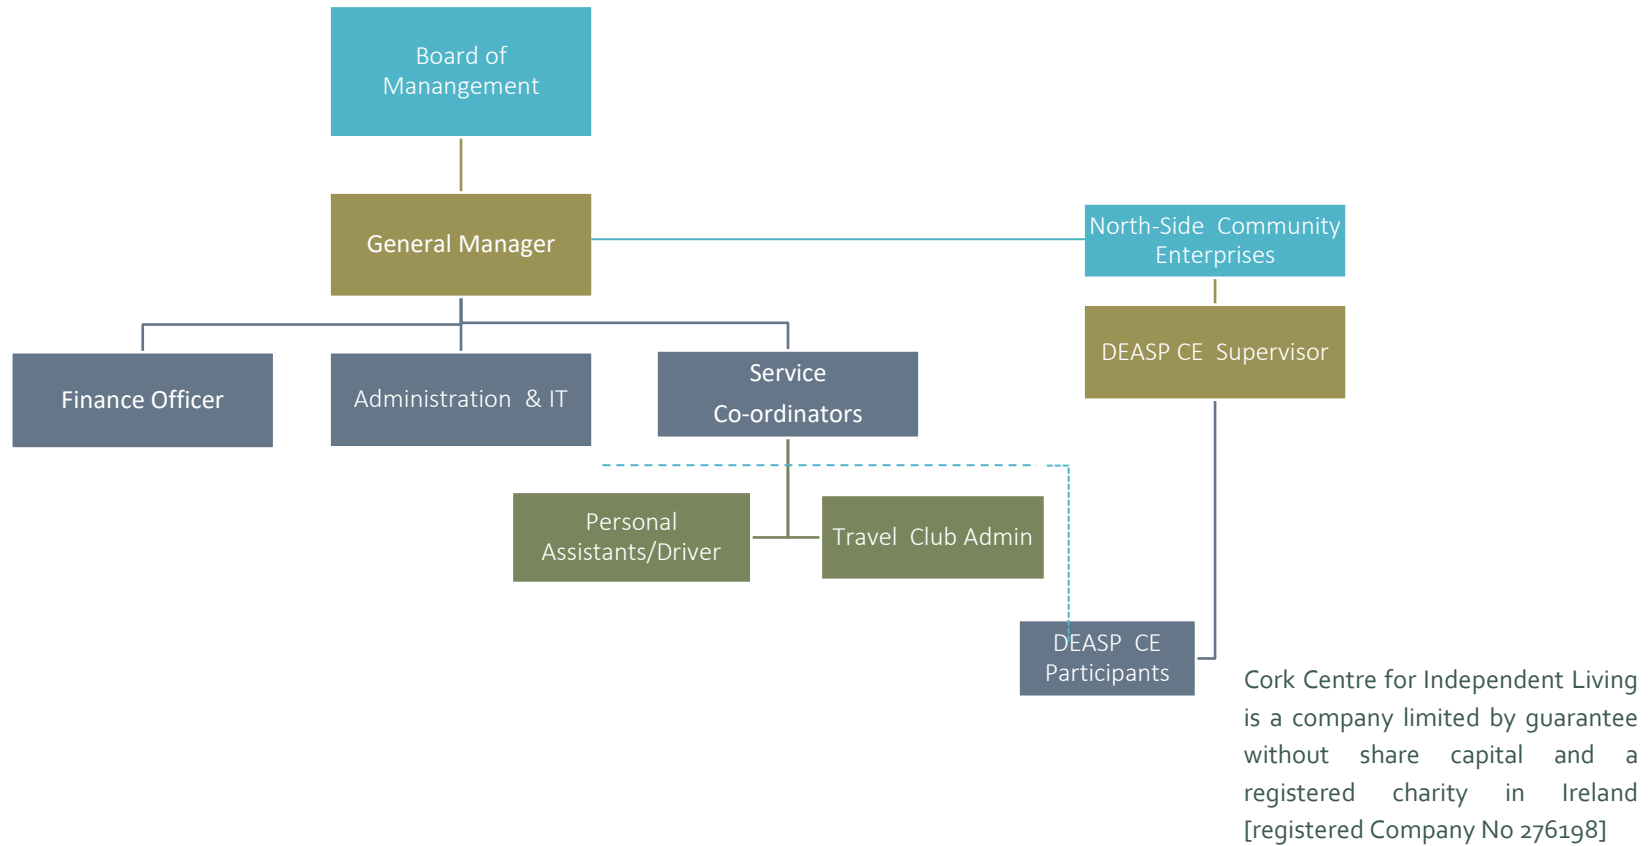 Board of
Manangement
General Manager
North-Side Community
Enterprises
DEASP CE Supervisor
Finance Officer
Administration & IT
Service
Co-ordinators
Personal
Assistants/Driver
Travel Club Admin
DEASP CE
Participants
Cork Centre for Independent Living
is a company limited by guarantee
without share capital and a
registered charity in Ireland
[registered Company No 276198]